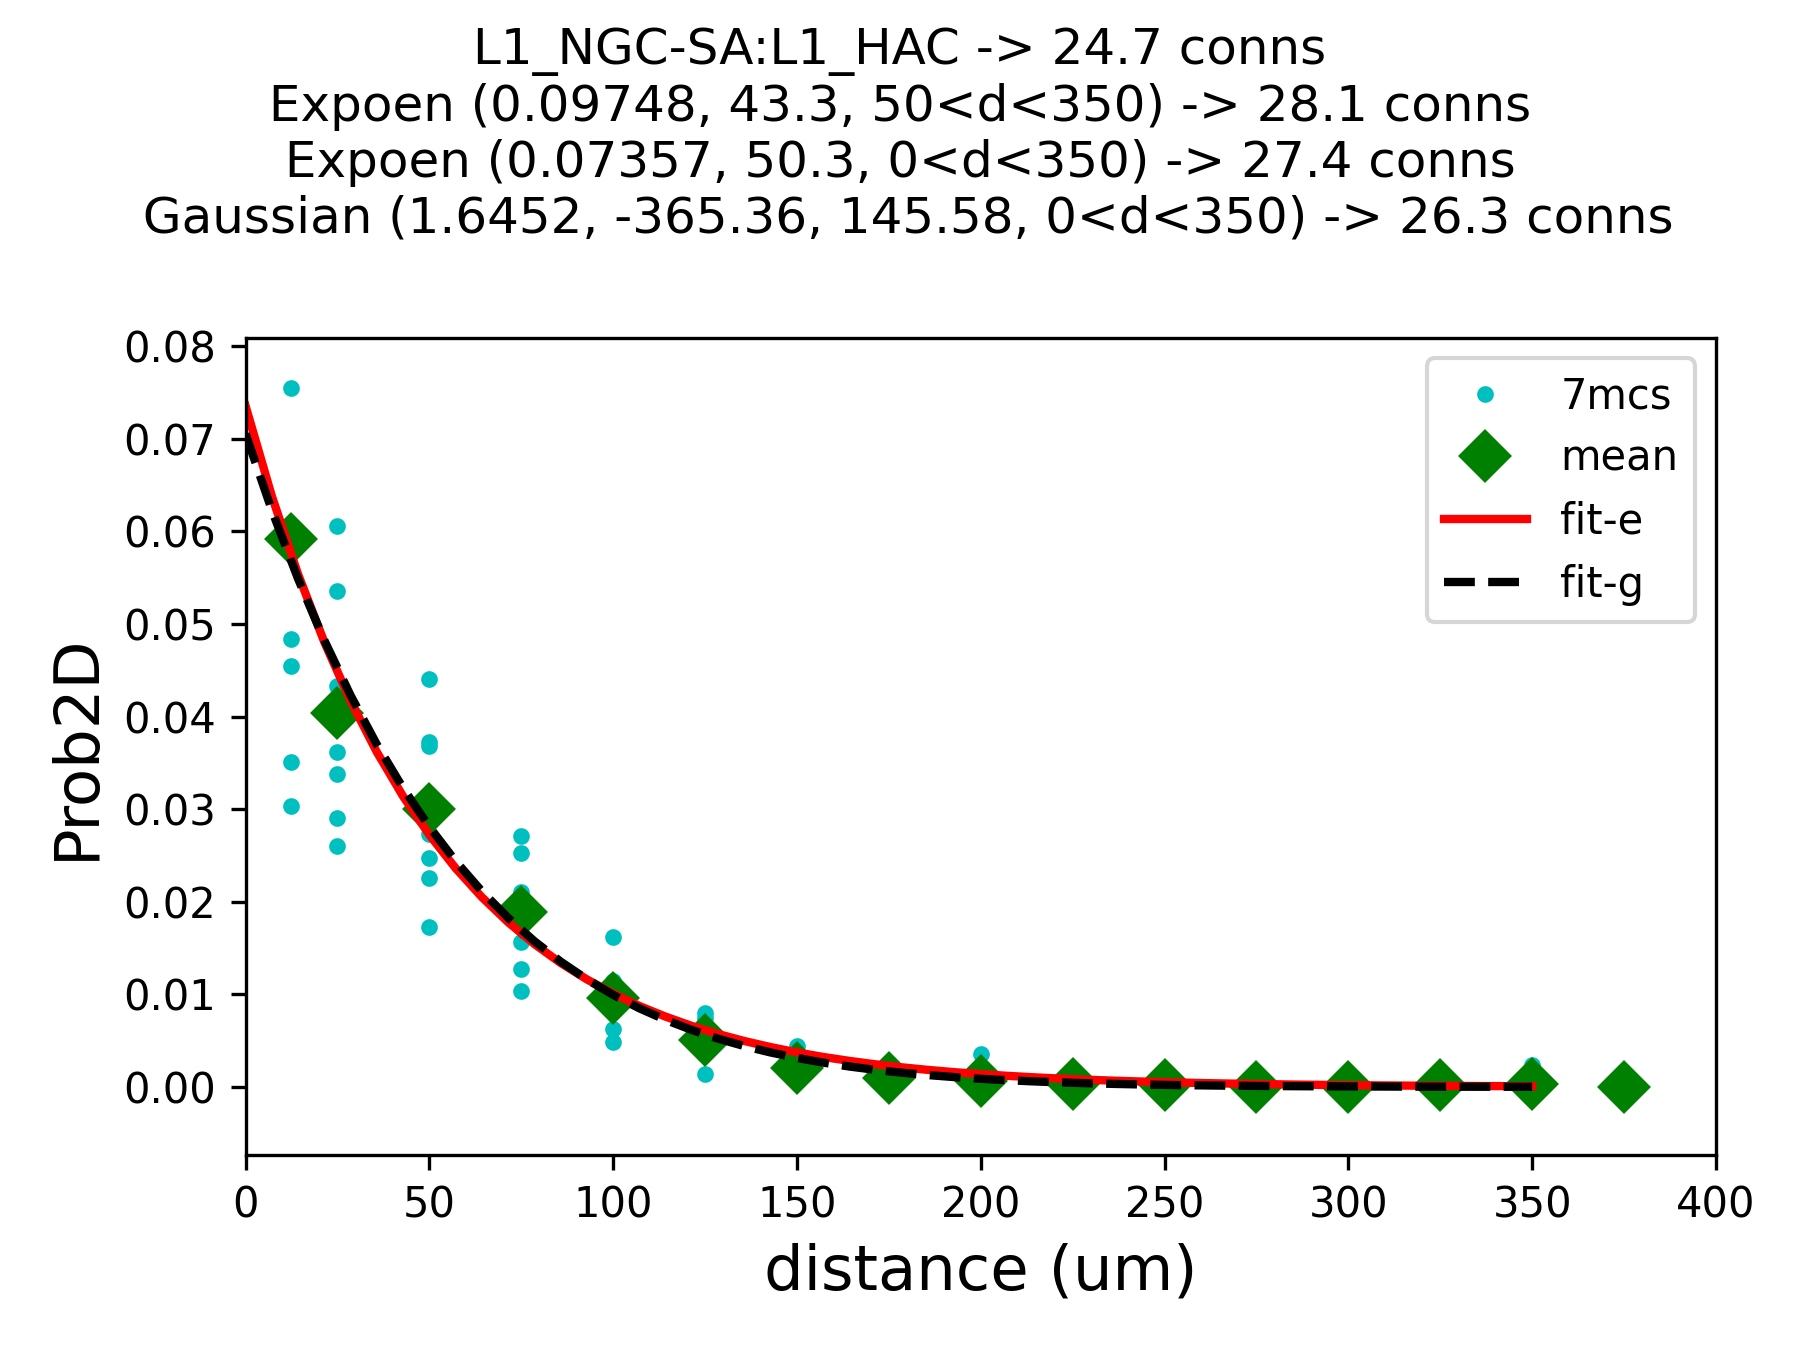 L1_NGC-SA:L1_HAC -> 24.7 conns
Expoen (0.09748, 43.3, 50<d<350) -> 28.1 conns
Expoen (0.07357, 50.3, 0<d<350) -> 27.4 conns
Gaussian (1.6452, -365.36, 145.58, 0<d<350) -> 26.3 conns
0.08
0.07
0.06
0.05
0.04
0.03
0.02
0.01
0.00
Prob2D
7mcs
mean
fit-e
fit-g
0 50 100 150 200 250 300 350 400
distance (um)